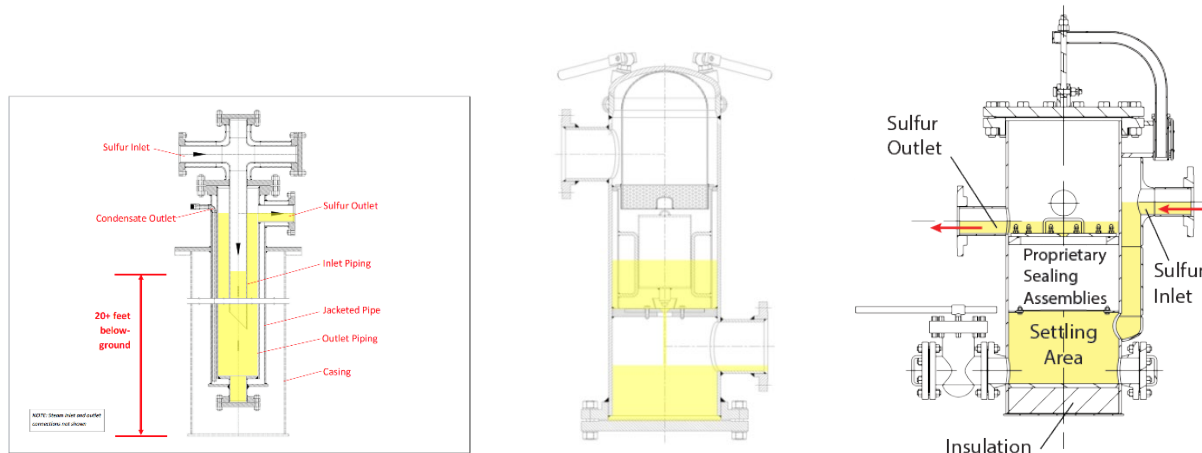 Sulfur Inlet
Condensate Outlet
Sulfur Outlet
Inlet Piping
20+ feet
below-
ground
Jacketed Pipe
Outlet Piping
Casing
NOTE: Steam inlet and outlet
connections not shown
Sulfur
Outlet
Proprietary
Sealing
Assemblies
Sulfur
Inlet
Settling
Area
Insulation